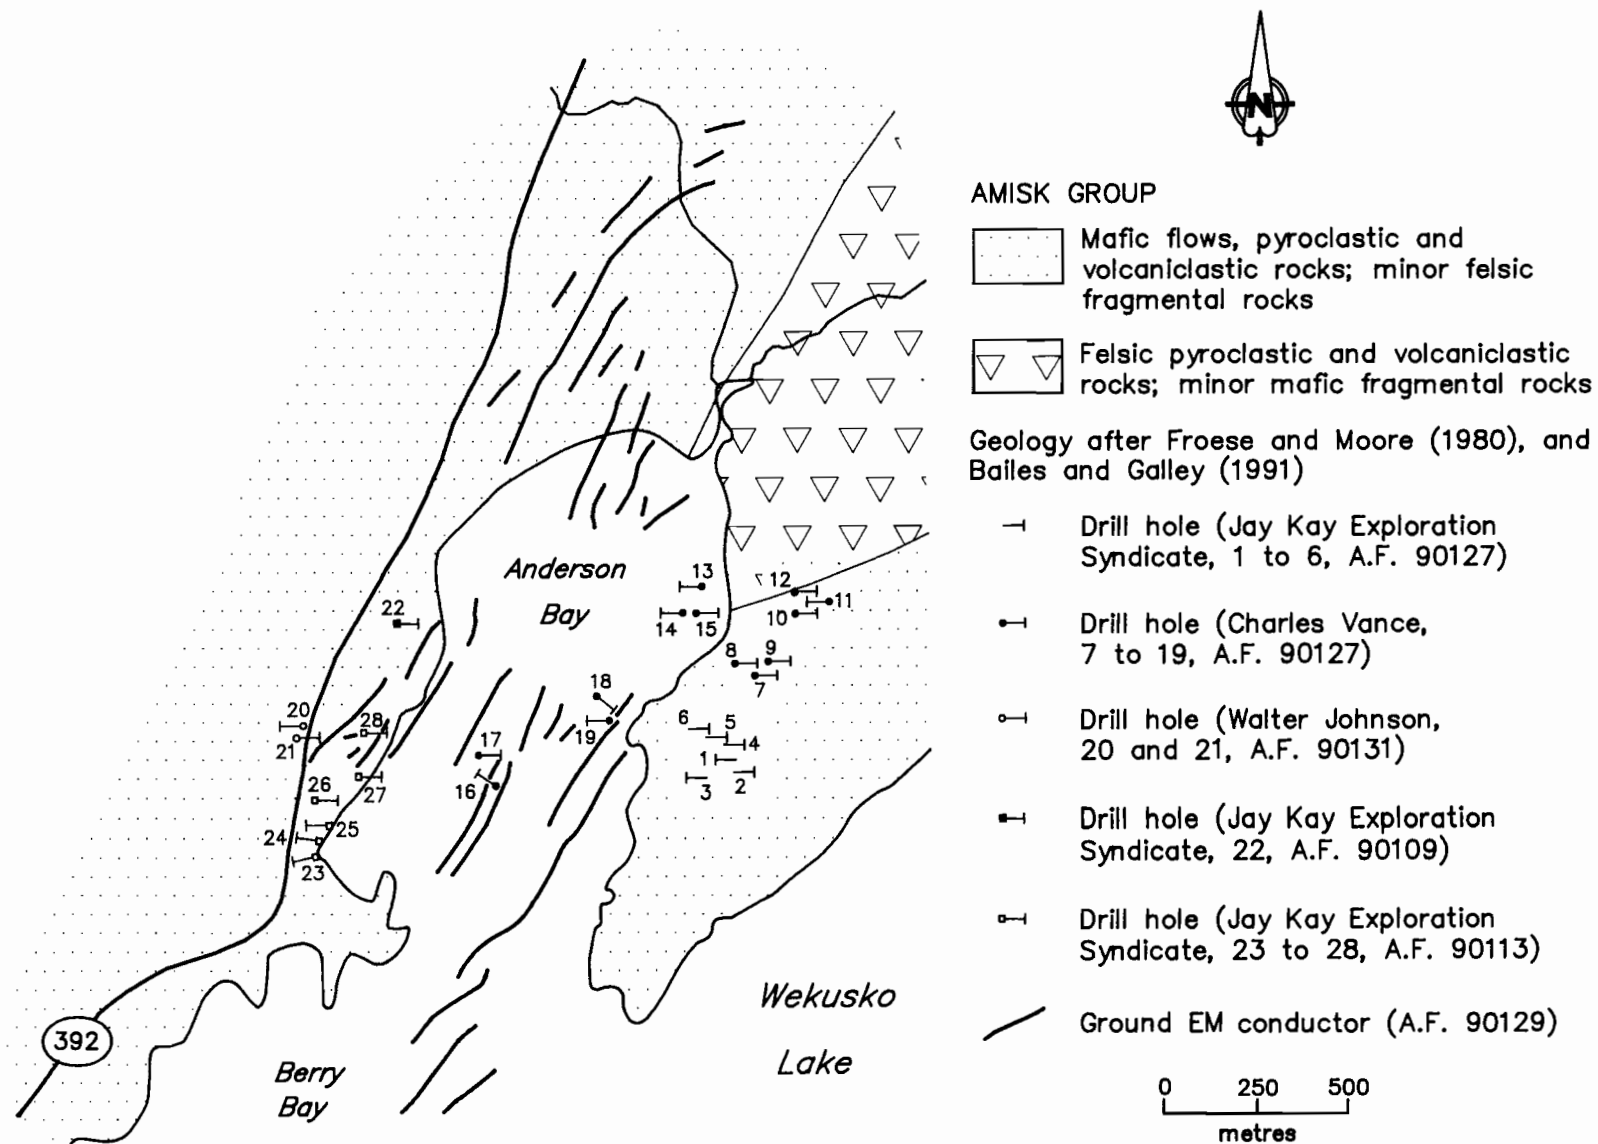 N
AMISK GROUP
Mafic flows, pyroclastic and
volcaniclastic rocks; minor felsic
fragmental rocks
Felsic pyroclastic and volcaniclastic
rocks; minor mafic fragmental rocks
Geology after Froese and Moore (1980), and
Bailes and Galley (1991)
Drill hole (Jay Kay Exploration
Syndicate, 1 to 6, A.F. 90127)
Drill hole (Charles Vance,
7 to 19, A.F. 90127)
Drill hole (Walter Johnson,
20 and 21, A.F. 90131)
Drill hole (Jay Kay Exploration
Syndicate, 22, A.F. 90109)
Drill hole (Jay Kay Exploration
Syndicate, 23 to 28, A.F. 90113)
Ground EM conductor (A.F. 90129)
0 250 500
metres
Anderson
Bay
13
12
11
14
15
10
22
8
9
7
18
20
28
6
5
19
21
17
4
1
16
26
27
3
2
25
24
23
Wekusko
Lake
392
Berry
Bay